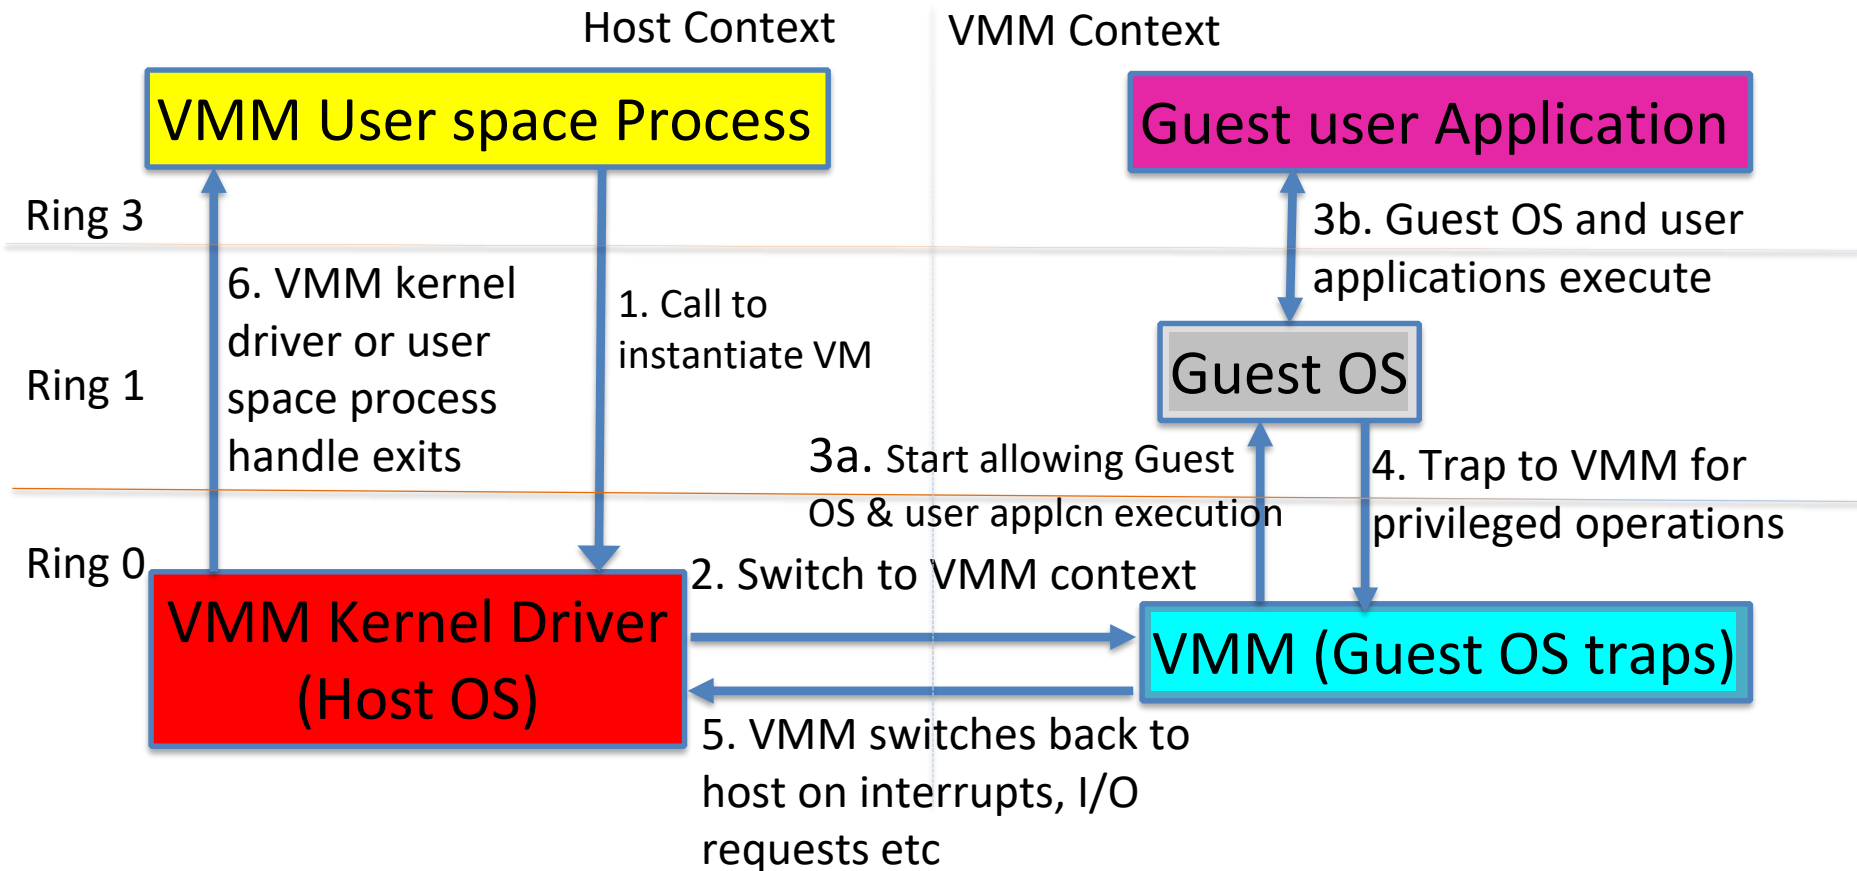 Host Context
VMM Context
VMM User space Process
Guest user Application
Ring 3
3b. Guest OS and user
applications execute
6. VMM kernel
driver or user
space process
handle exits
1. Call to
instantiate VM
Ring 1
Guest OS
3a. Start allowing Guest
OS & user applcn execution
4. Trap to VMM for
privileged operations
Ring 0
2. Switch to VMM context
VMM Kernel Driver
(Host OS)
VMM (Guest OS traps)
5. VMM switches back to
host on interrupts, I/O
requests etc